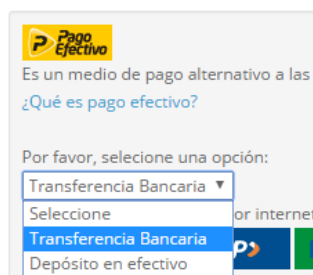 Pago
Efectivo
Es un medio de pago alternativo a las
¿Qué es pago efectivo?
Por favor, selecione una opción:
Transferencia Bancaria
Seleccione
or internet
Transferencia Bancaria
Depósito en efectivo